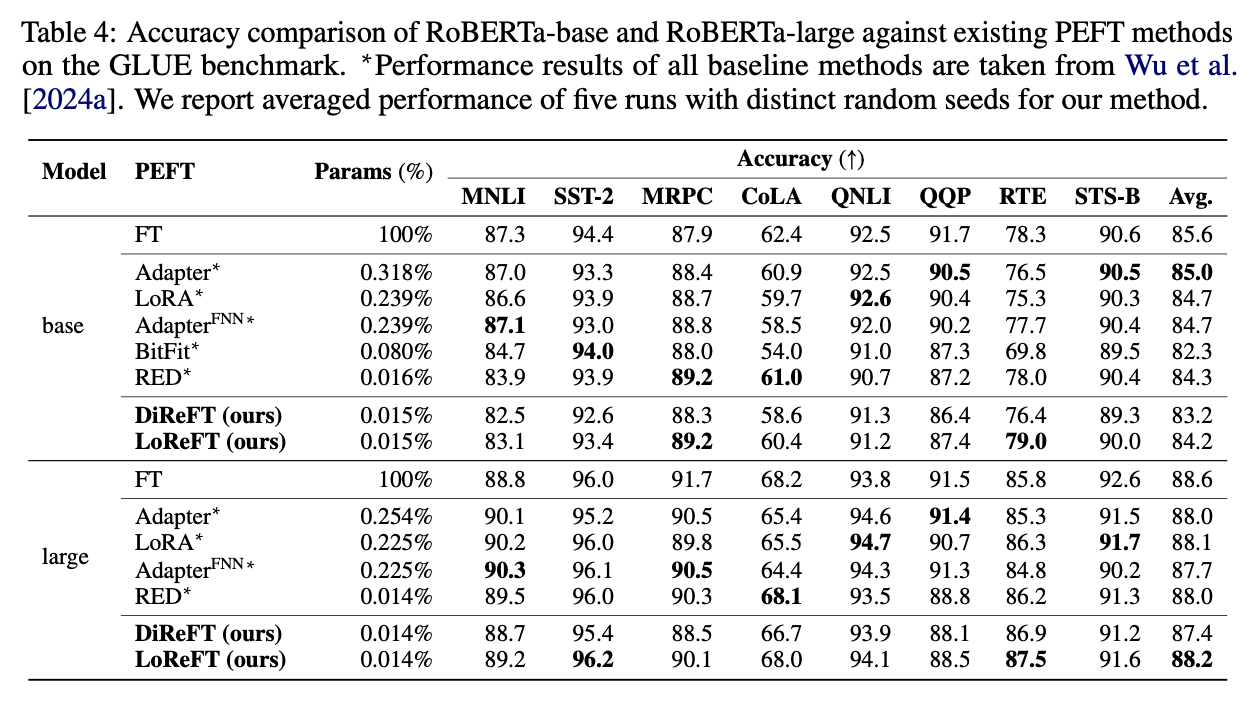 Table 4: Accuracy comparison of RoBERTa-base and RoBERTa-large against existing PEFT methods
on the GLUE benchmark. *Performance results of all baseline methods are taken from Wu et al.
[2024a]. We report averaged performance of five runs with distinct random seeds for our method.
Model PEFT Params (%) Accuracy (↑)
MNLI SST-2 MRPC CoLA QNLI QQP RTE STS-B Avg.
FT 100% 87.3 94.4 87.9 62.4 92.5 91.7 78.3 90.6 85.6
Adapter* 0.318% 87.0 93.3 88.4 60.9 92.5 90.5 76.5 90.5 85.0
LoRA* 0.239% 86.6 93.9 88.7 59.7 92.6 90.4 75.3 90.3 84.7
base AdapterFNN* 0.239% 87.1 93.0 88.8 58.5 92.0 90.2 77.7 90.4 84.7
BitFit* 0.080% 84.7 94.0 88.0 54.0 91.0 87.3 69.8 89.5 82.3
RED* 0.016% 83.9 93.9 89.2 61.0 90.7 87.2 78.0 90.4 84.3
DiReFT (ours) 0.015% 82.5 92.6 88.3 58.6 91.3 86.4 76.4 89.3 83.2
LoReFT (ours) 0.015% 83.1 93.4 89.2 60.4 91.2 87.4 79.0 90.0 84.2
FT 100% 88.8 96.0 91.7 68.2 93.8 91.5 85.8 92.6 88.6
Adapter* 0.254% 90.1 95.2 90.5 65.4 94.6 91.4 85.3 91.5 88.0
LoRA* 0.225% 90.2 96.0 89.8 65.5 94.7 90.7 86.3 91.7 88.1
large AdapterFNN* 0.225% 90.3 96.1 90.5 64.4 94.3 91.3 84.8 90.2 87.7
RED* 0.014% 89.5 96.0 90.3 68.1 93.5 88.8 86.2 91.3 88.0
DiReFT (ours) 0.014% 88.7 95.4 88.5 66.7 93.9 88.1 86.9 91.2 87.4
LoReFT (ours) 0.014% 89.2 96.2 90.1 68.0 94.1 88.5 87.5 91.6 88.2